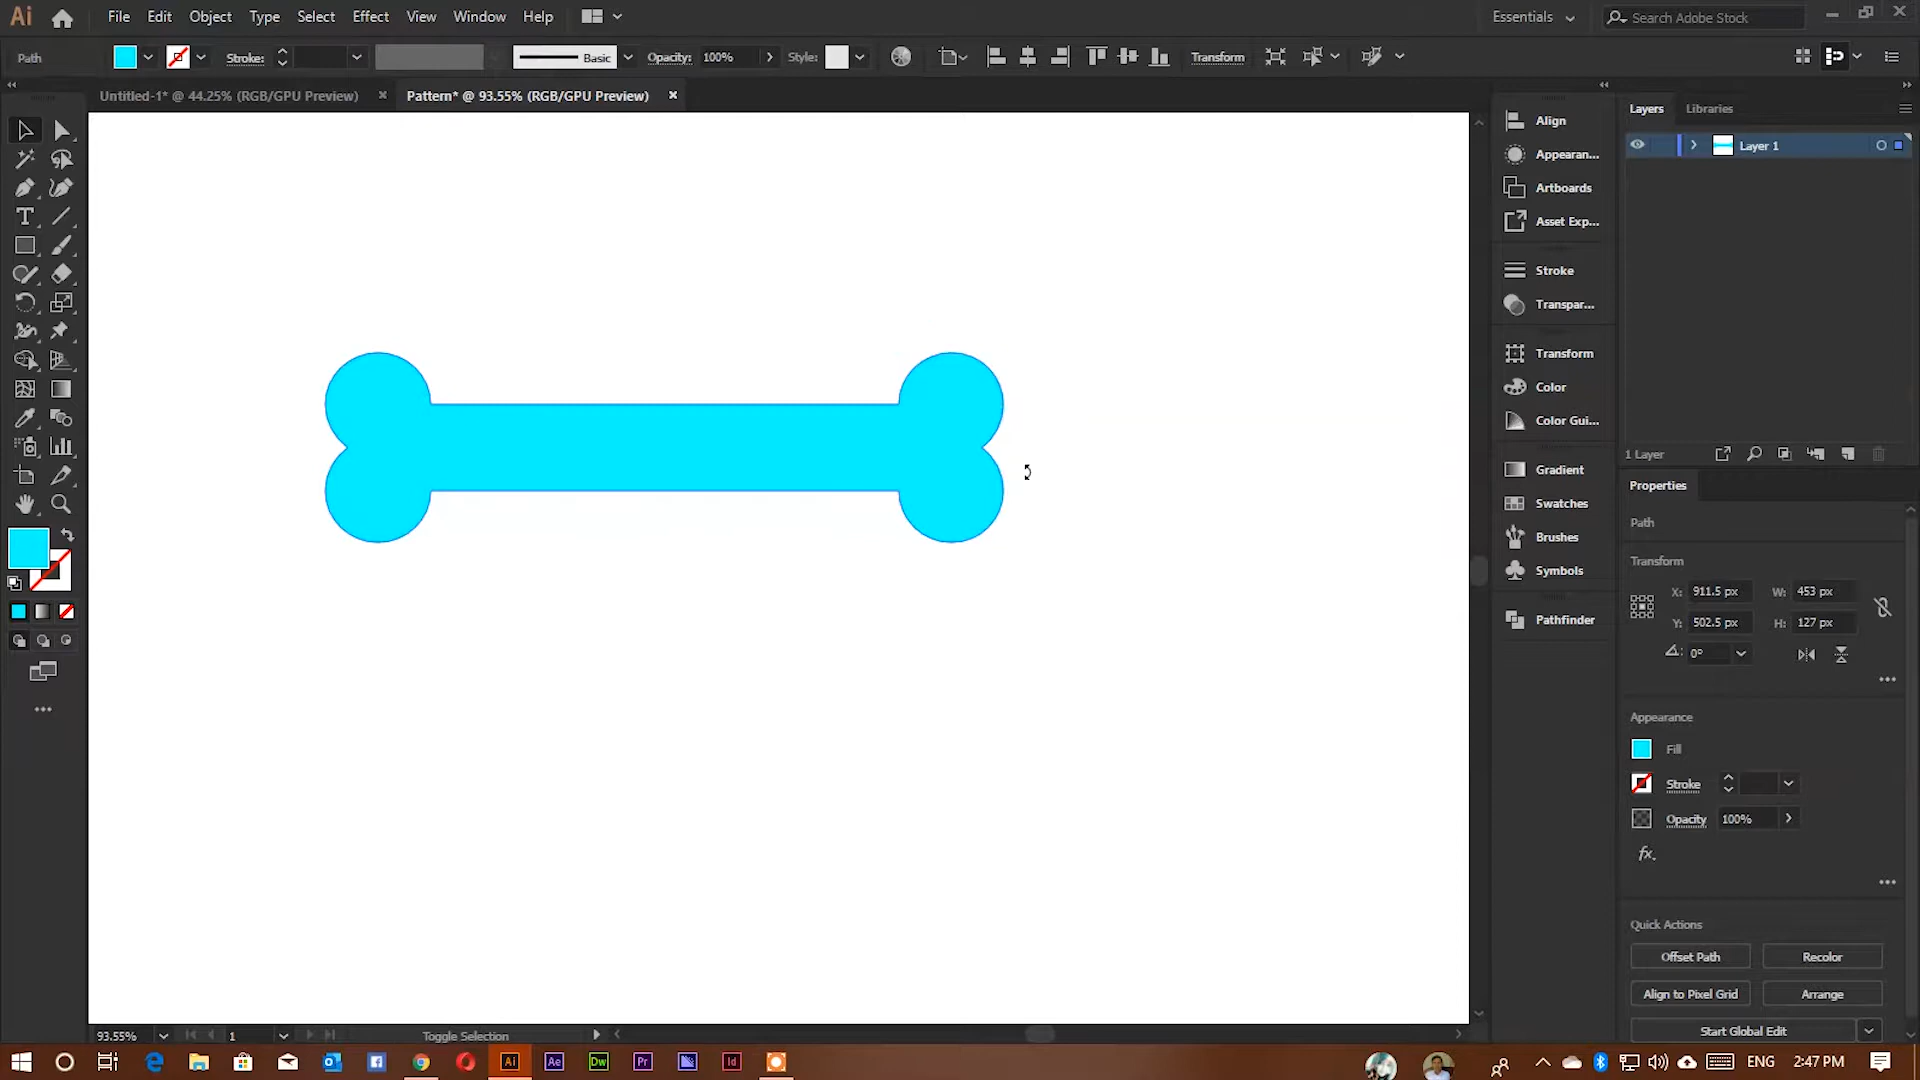 Ai File Edit Object Type Select Effect View Window Help Essentials Search Adobe Stock
Path Stroke: Basic Opacity: 100% Style: Transform
Untitled-1* @ 44.25% (RGB/GPU Preview) Pattern* @ 93.55% (RGB/GPU Preview)
Layers Libraries
Layer 1
1 Layer
Align
Appearan...
Artboards
Asset Exp...
Stroke
Transpar...
Transform
Color
Color Gui...
Gradient
Swatches
Brushes
Symbols
Pathfinder
Properties
Path
Transform
X: 911.5 px W: 453 px
Y: 502.5 px H: 127 px
0°
Appearance
Fill
Stroke
Opacity 100%
fx.
Quick Actions
Offset Path Recolor
Align to Pixel Grid Arrange
Start Global Edit
93.55% 1 Toggle Selection
Ai Ae Dw Pr Id ENG 2:47 PM